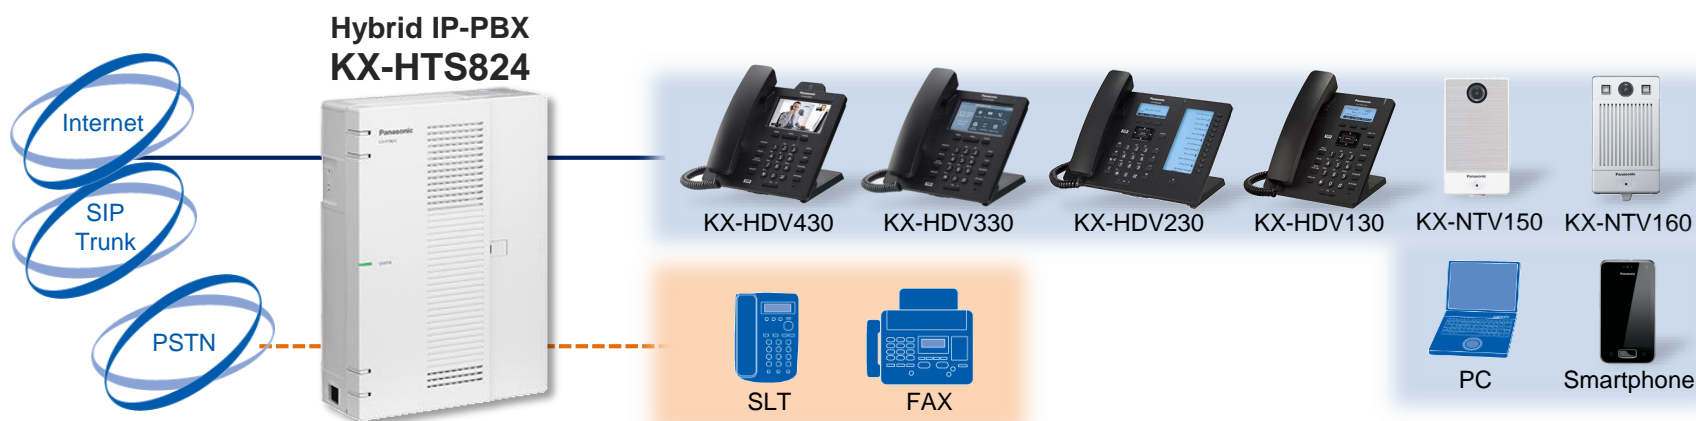 Hybrid IP-PBX
KX-HTS824
Internet
SIP
Trunk
PSTN
Panasonic
KX-HDV430
KX-HDV330
KX-HDV230
KX-HDV130
KX-NTV150
KX-NTV160
SLT
FAX
PC
Smartphone